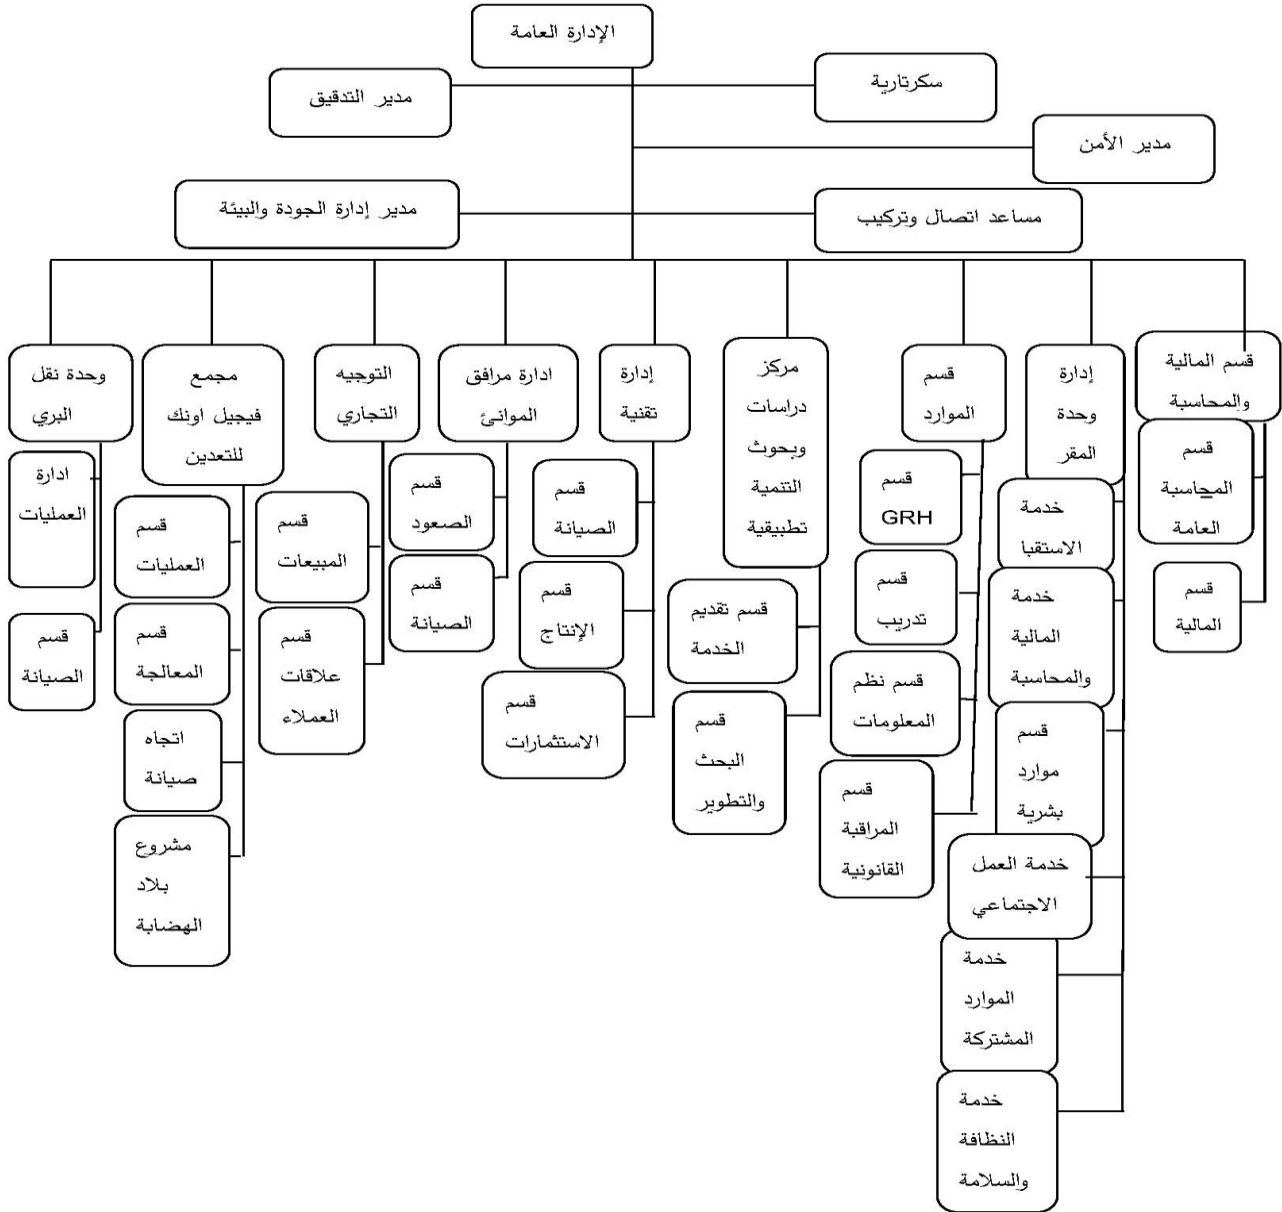 الإدارة العامة
سكرتارية
مدير التدقيق
مدير الأمن
مدير إدارة الجودة والبيئة
مساعد اتصال وتركيب
قسم المالية
والمحاسبة
قسم
المحاسبة
العامة
قسم
المالية
إدارة
وحدة
المقر
خدمة
الاستقبا
خدمة
المالية
والمحاسبة
قسم
موارد
بشرية
خدمة العمل
الاجتماعي
خدمة
الموارد
المشتركة
خدمة
النظافة
والسلامة
قسم
الموارد
قسم
GRH
قسم
تدريب
قسم نظم
المعلومات
قسم
المراقبة
القانونية
مركز
دراسات
وبحوث
التنمية
تطبيقية
قسم تقديم
الخدمة
قسم
البحث
والتطوير
إدارة
تقنية
قسم
الصيانة
قسم
الإنتاج
قسم
الاستثمارات
ادارة مرافق
الموانئ
قسم
الصعود
قسم
الصيانة
التوجيه
التجاري
قسم
المبيعات
قسم
علاقات
العملاء
مجمع
فيجيل اونك
للتعدين
قسم
العمليات
قسم
المعالجة
اتجاه
صيانة
مشروع
بلاد
الهضابة
وحدة نقل
البري
ادارة
العمليات
قسم
الصيانة